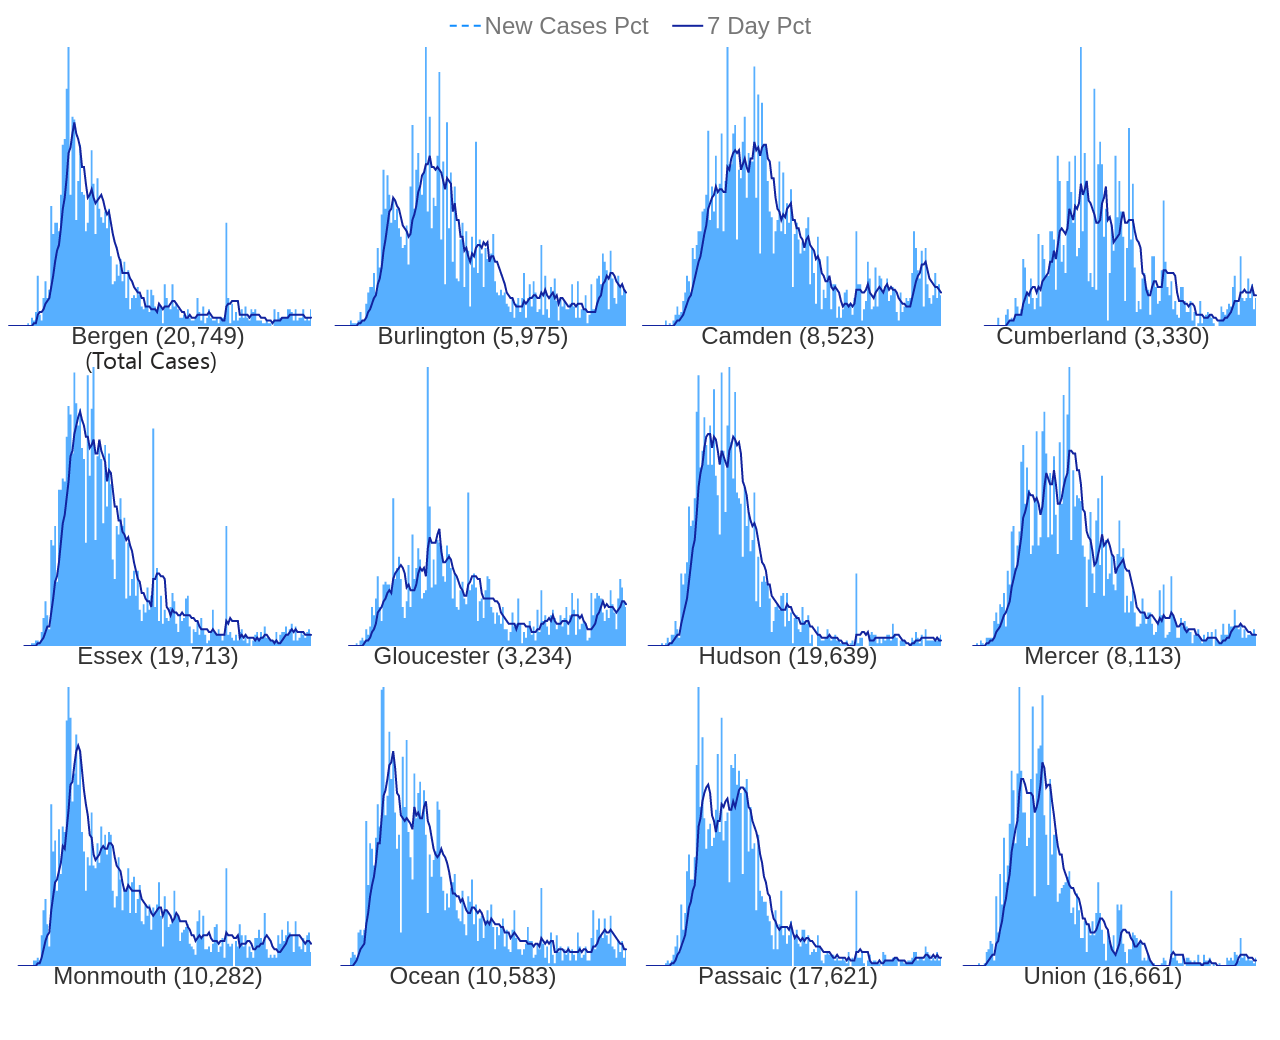 New Cases Pct 7 Day Pct
Bergen (20,749) Burlington (5,975) Camden (8,523) Cumberland (3,330)
(Total Cases)
Essex (19,713) Gloucester (3,234) Hudson (19,639) Mercer (8,113)
Monmouth (10,282) Ocean (10,583) Passaic (17,621) Union (16,661)